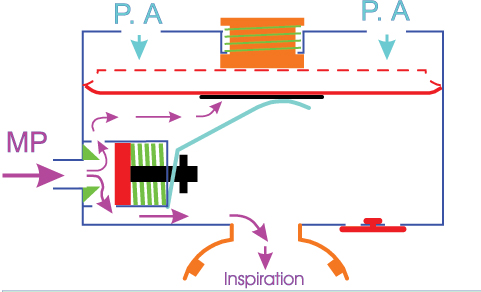 P. A
P. A
MP
Inspiration